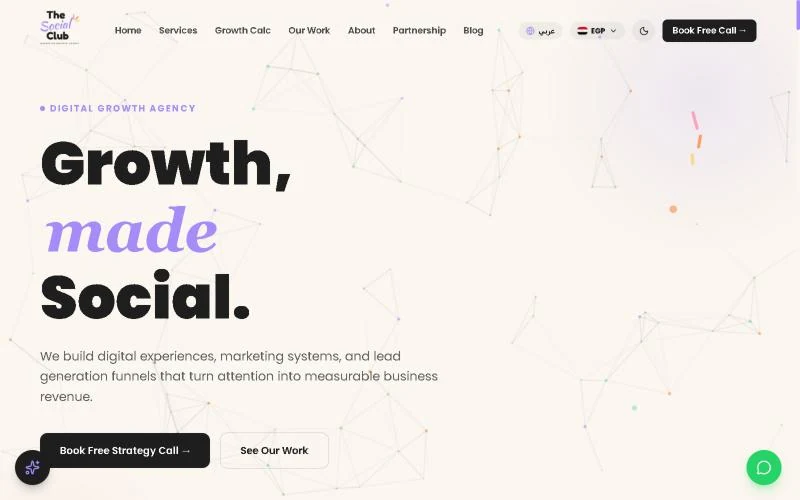 The
Social
Club
Home
Services
Growth Calc
Our Work
About
Partnership
Blog
عربي
EGP
Book Free Call →
DIGITAL GROWTH AGENCY
Growth,
made
Social.
We build digital experiences, marketing systems, and lead
generation funnels that turn attention into measurable business
revenue.
Book Free Strategy Call →
See Our Work